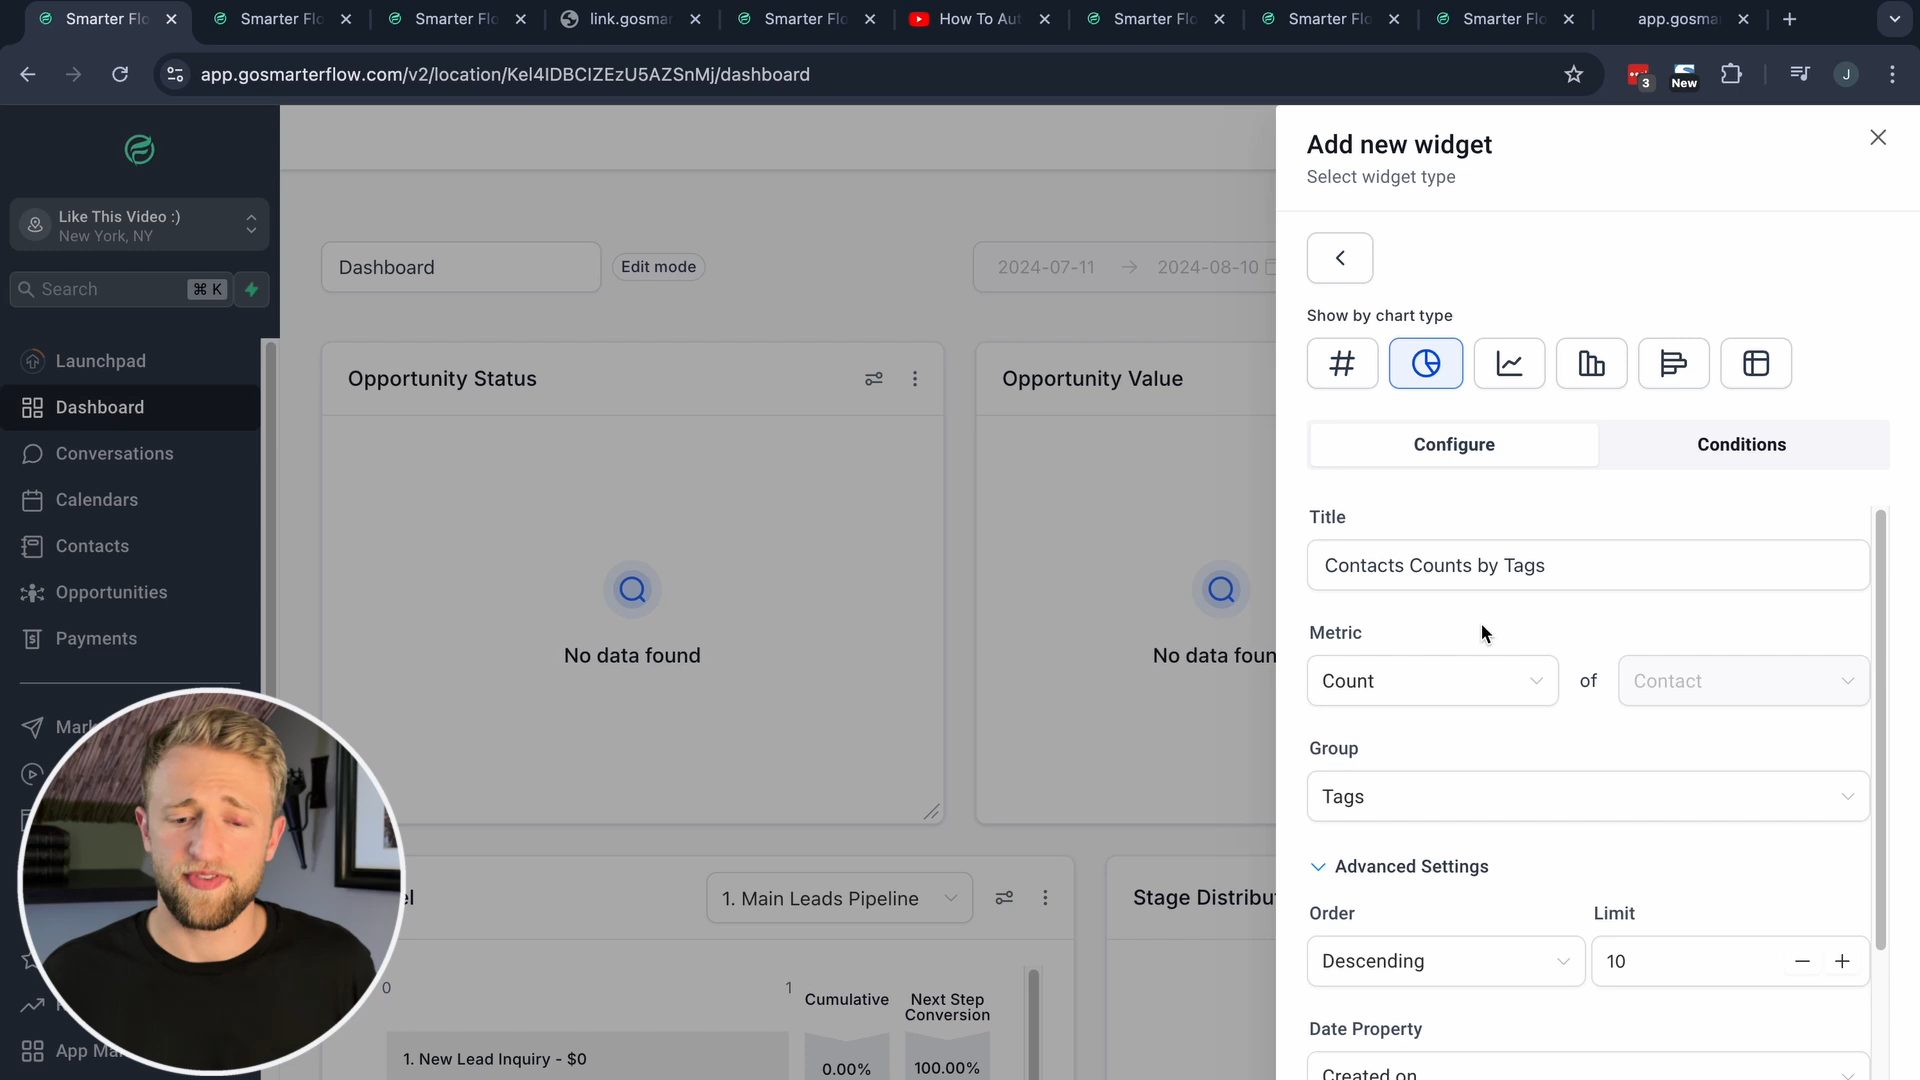 Smarter Flo
Smarter Flo
Smarter Flo
link.gosmar
Smarter Flo
How To Aut
Smarter Flo
Smarter Flo
Smarter Flo
app.gosma
app.gosmarterflow.com/v2/location/Kel4IDBCIZEzU5AZSnMj/dashboard
3
New
J
Like This Video :)
New York, NY
Search
⌘ K
Launchpad
Dashboard
Conversations
Calendars
Contacts
Opportunities
Payments
Mark
App Ma
Dashboard
Edit mode
2024-07-11 → 2024-08-10
Opportunity Status
No data found
Opportunity Value
No data foun
el
1. Main Leads Pipeline
Stage Distribut
0
1
Cumulative
Next Step
Conversion
1. New Lead Inquiry - $0
0.00%
100.00%
Add new widget
Select widget type
Show by chart type
Configure
Conditions
Title
Contacts Counts by Tags
Metric
Count
of
Contact
Group
Tags
Advanced Settings
Order
Limit
Descending
10
Date Property
Created on